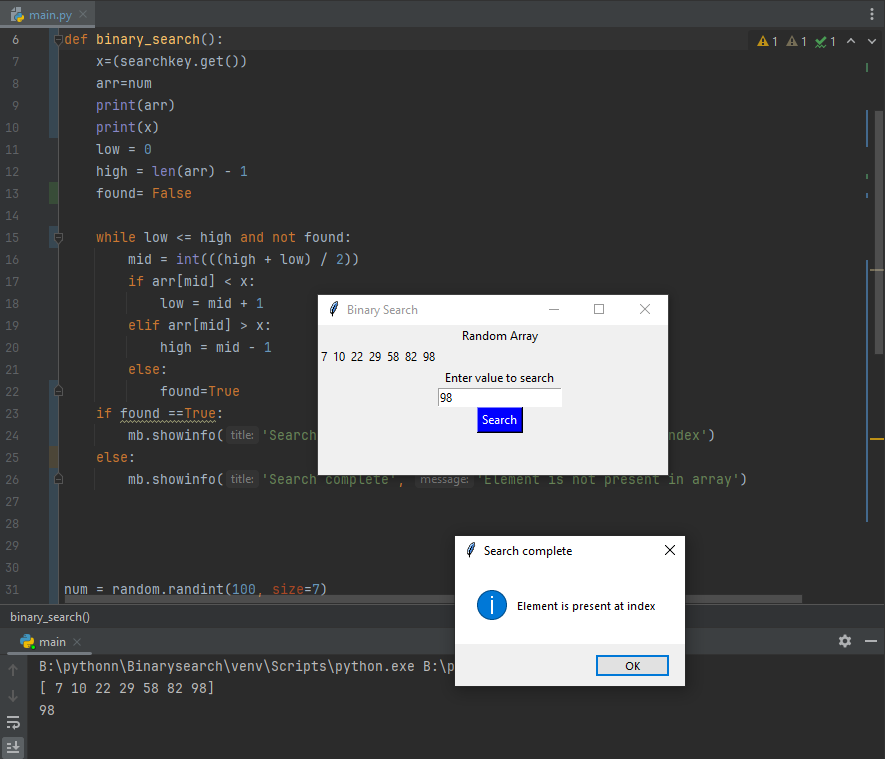 main.py
6 def binary_search():
7 x=(searchkey.get())
8 arr=num
9 print(arr)
10 print(x)
11 low = 0
12 high = len(arr) - 1
13 found= False
14
15 while low <= high and not found:
16 mid = int(((high + low) / 2))
17 if arr[mid] < x:
18 low = mid + 1
19 elif arr[mid] > x:
20 high = mid - 1
21 else:
22 found=True
23 if found ==True:
24 mb.showinfo( title: 'Search ndex')
25 else:
26 mb.showinfo( title: 'Search complete', message: 'Element is not present in array')
27
28
29
30
31 num = random.randint(100, size=7)
1 1 1
Binary Search
Random Array
7 10 22 29 58 82 98
Enter value to search
98
Search
Search complete
Element is present at index
OK
binary_search()
main
B:\pythonn\Binarysearch\venv\Scripts\python.exe B:\p
[ 7 10 22 29 58 82 98]
98